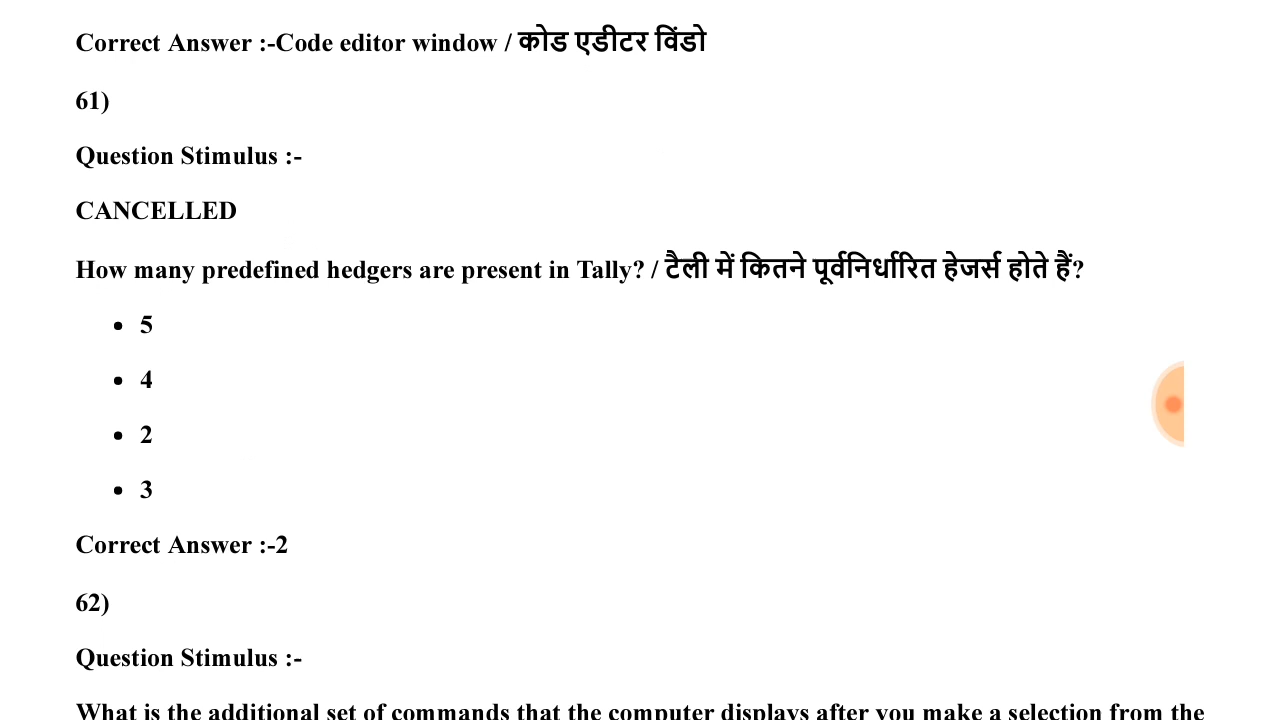 Correct Answer :-Code editor window / कोड एडीटर विंडो
61)
Question Stimulus :-
CANCELLED
How many predefined hedgers are present in Tally? / टैली में कितने पूर्वनिर्धारित हेजर्स होते हैं?
• 5
• 4
• 2
• 3
Correct Answer :-2
62)
Question Stimulus :-
What is the additional set of commands that the computer displays after you make a selection from the